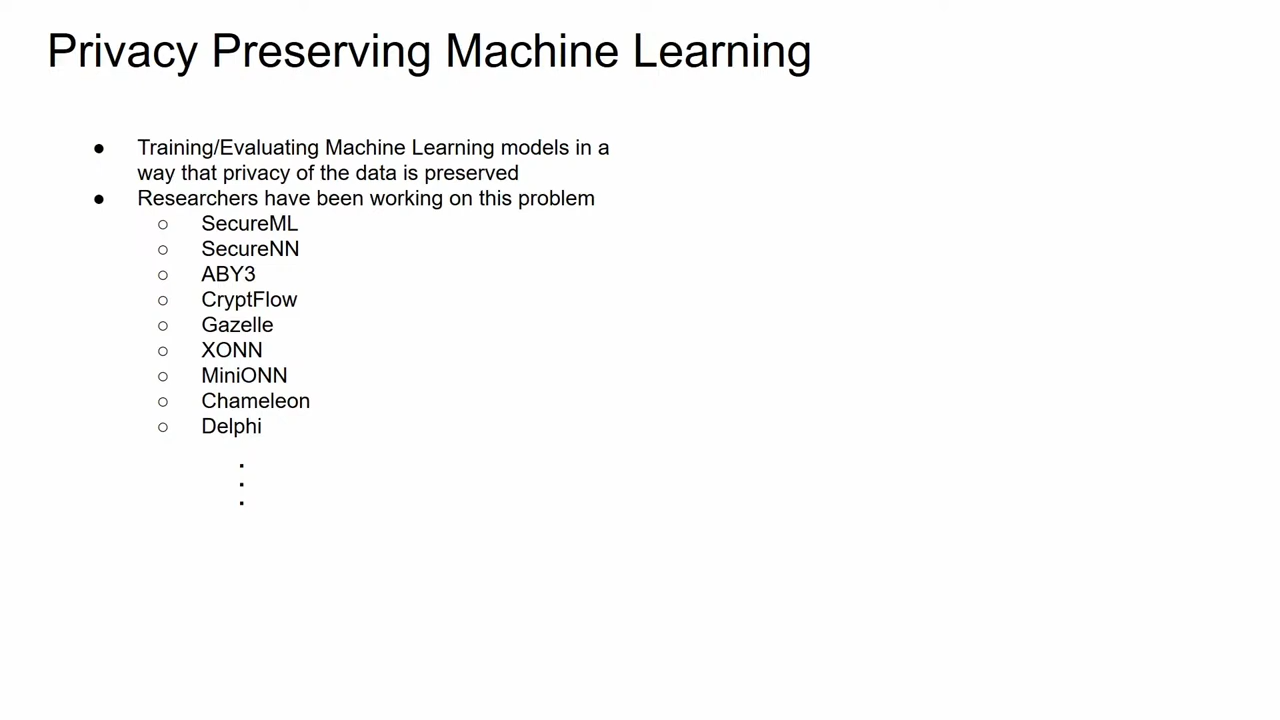 Privacy Preserving Machine Learning
● Training/Evaluating Machine Learning models in a
way that privacy of the data is preserved
● Researchers have been working on this problem
○ SecureML
○ SecureNN
○ ABY3
○ CryptFlow
○ Gazelle
○ XONN
○ MiniONN
○ Chameleon
○ Delphi
.
.
.